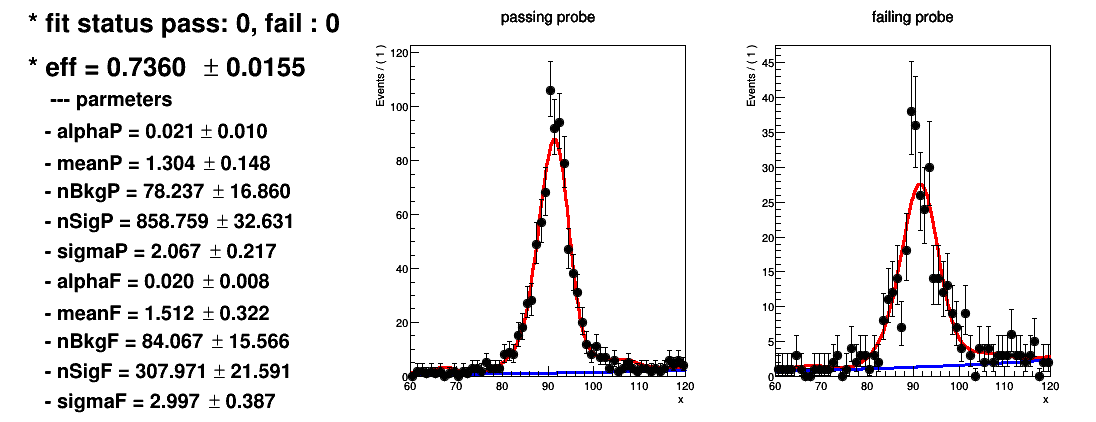 * fit status pass: 0, fail : 0
* eff = 0.7360 ± 0.0155
--- parmeters
- alphaP = 0.021 ± 0.010
- meanP = 1.304 ± 0.148
- nBkgP = 78.237 ± 16.860
- nSigP = 858.759 ± 32.631
- sigmaP = 2.067 ± 0.217
- alphaF = 0.020 ± 0.008
- meanF = 1.512 ± 0.322
- nBkgF = 84.067 ± 15.566
- nSigF = 307.971 ± 21.591
- sigmaF = 2.997 ± 0.387
passing probe
Events / ( 1 )
120
100
80
60
40
20
0
60 70 80 90 100 110 120
x
failing probe
Events / ( 1 )
45
40
35
30
25
20
15
10
5
0
60 70 80 90 100 110 120
x